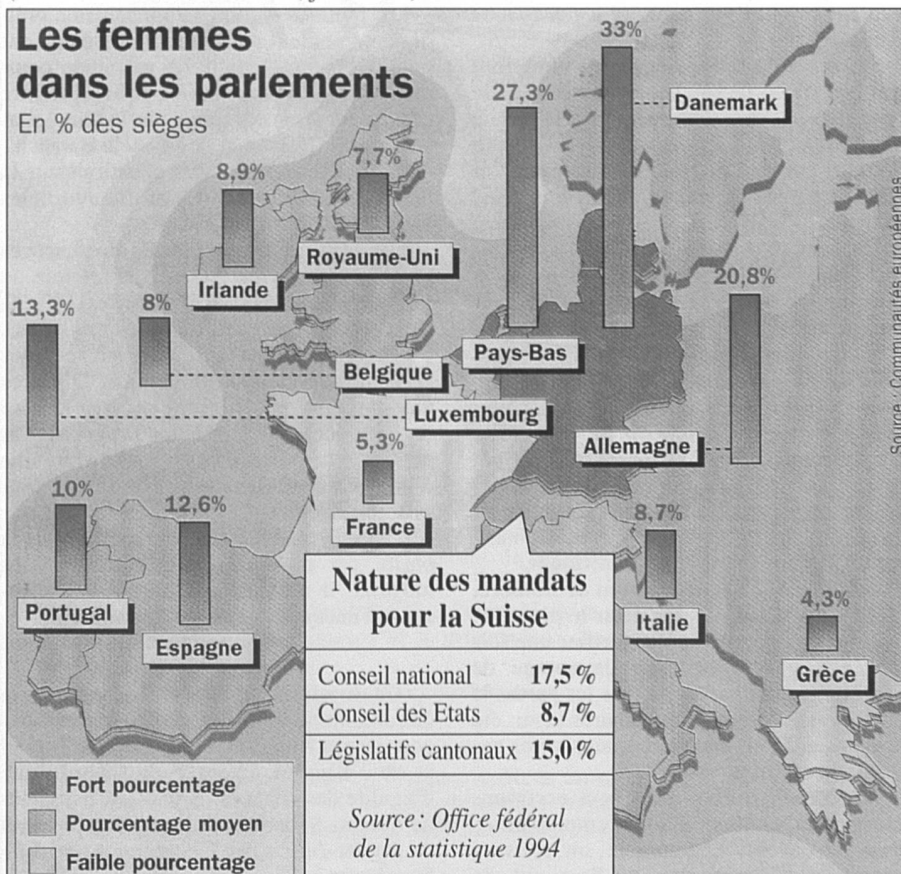 Les femmes
dans les parlements
En % des sièges
33%
27,3%
Danemark
7,7%
8,9%
Royaume-Uni
Irlande
20,8%
13,3%
8%
Pays-Bas
Belgique
Luxembourg
Allemagne
5,3%
France
10%
12,6%
8,7%
Portugal
Espagne
Italie
4,3%
Grèce
Nature des mandats
pour la Suisse
Conseil national 17,5 %
Conseil des Etats 8,7 %
Législatifs cantonaux 15,0 %
Source : Office fédéral
de la statistique 1994
Fort pourcentage
Pourcentage moyen
Faible pourcentage
Source : Communautés européennes